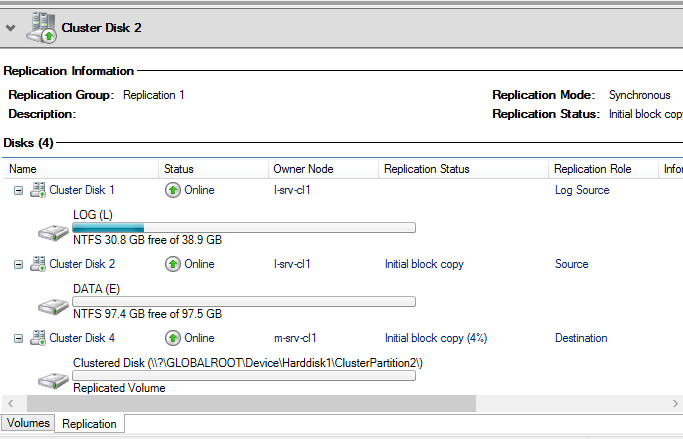 Cluster Disk 2
Replication Information
Replication Group: Replication 1 Replication Mode: Synchronous
Description: Replication Status: Initial block copy
Disks (4)
Name Status Owner Node Replication Status Replication Role Infor
Cluster Disk 1 Online l-srv-cl1 Log Source
LOG (L)
NTFS 30.8 GB free of 38.9 GB
Cluster Disk 2 Online l-srv-cl1 Initial block copy Source
DATA (E)
NTFS 97.4 GB free of 97.5 GB
Cluster Disk 4 Online m-srv-cl1 Initial block copy (4%) Destination
Clustered Disk (\\?\GLOBALROOT\Device\Harddisk1\ClusterPartition2\)
Replicated Volume
Volumes Replication